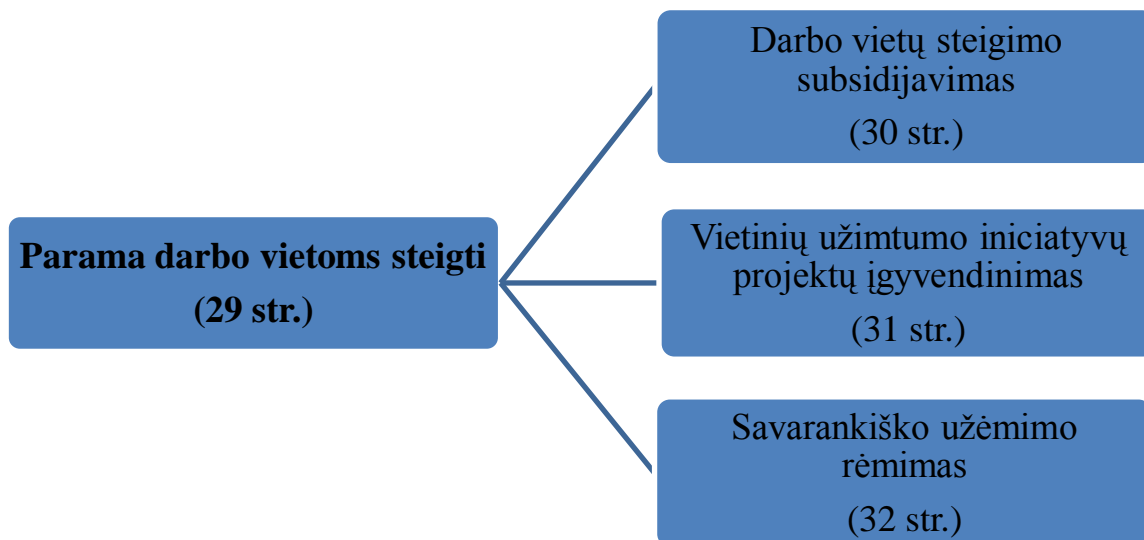 Parama darbo vietoms steigti
(29 str.)
Darbo vietų steigimo
subsidijavimas
(30 str.)
Vietinių užimtumo iniciatyvų
projektų įgyvendinimas
(31 str.)
Savarankiško užėmimo
rėmimas
(32 str.)